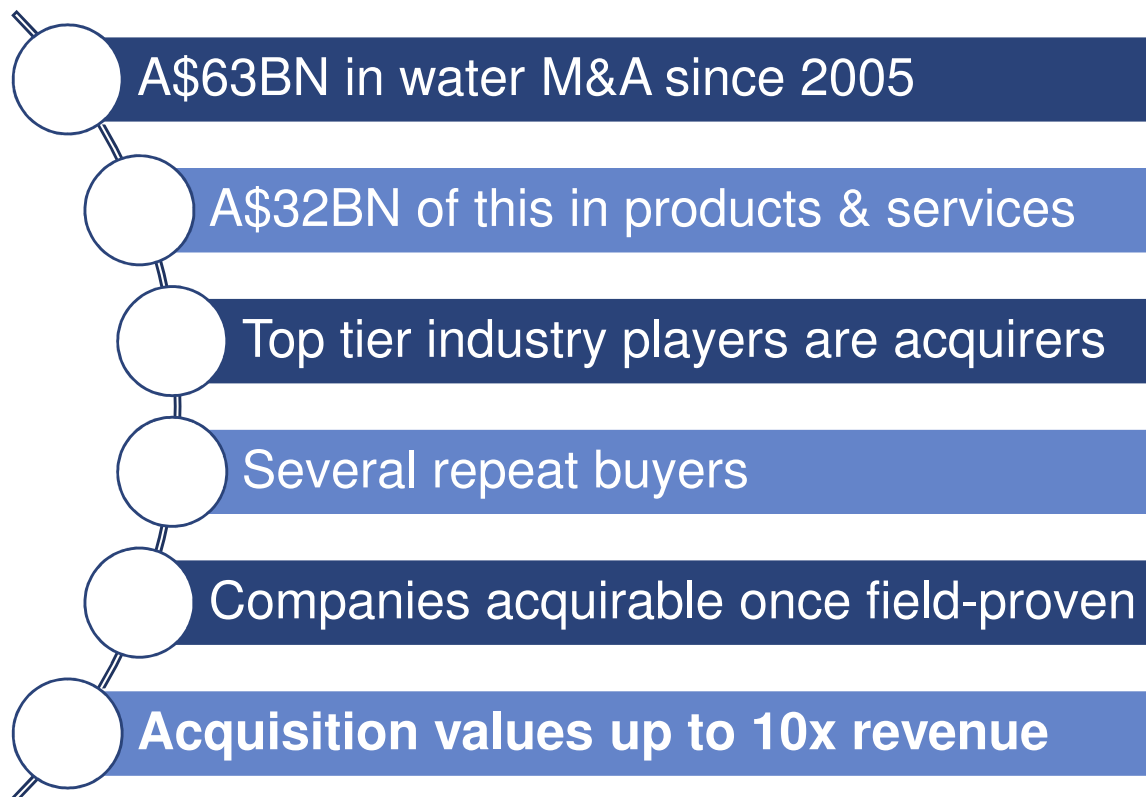 A$63BN in water M&A since 2005
A$32BN of this in products & services
Top tier industry players are acquirers
Several repeat buyers
Companies acquirable once field-proven
Acquisition values up to 10x revenue